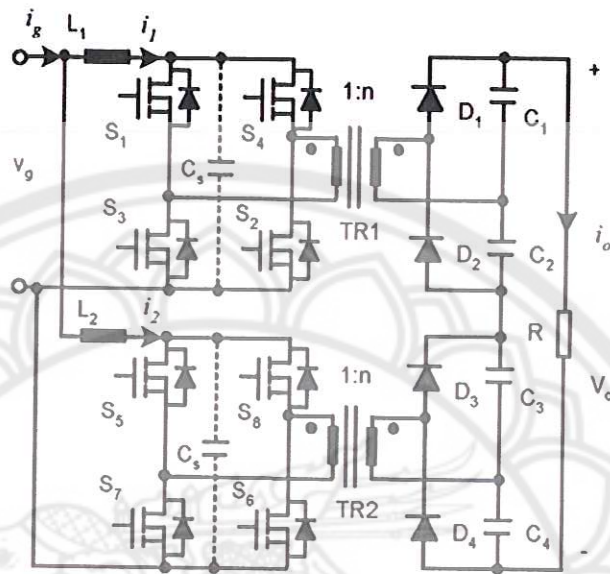 i_g L_1 i_1
+
1:n
S_1 S_4 D_1 C_1
v_g C_s
S_3 S_2 TR1 D_2 C_2 i_o
L_2 i_2
R
1:n
S_5 S_8 D_3 C_3
C_s
S_7 S_6 TR2 D_4 C_4
-